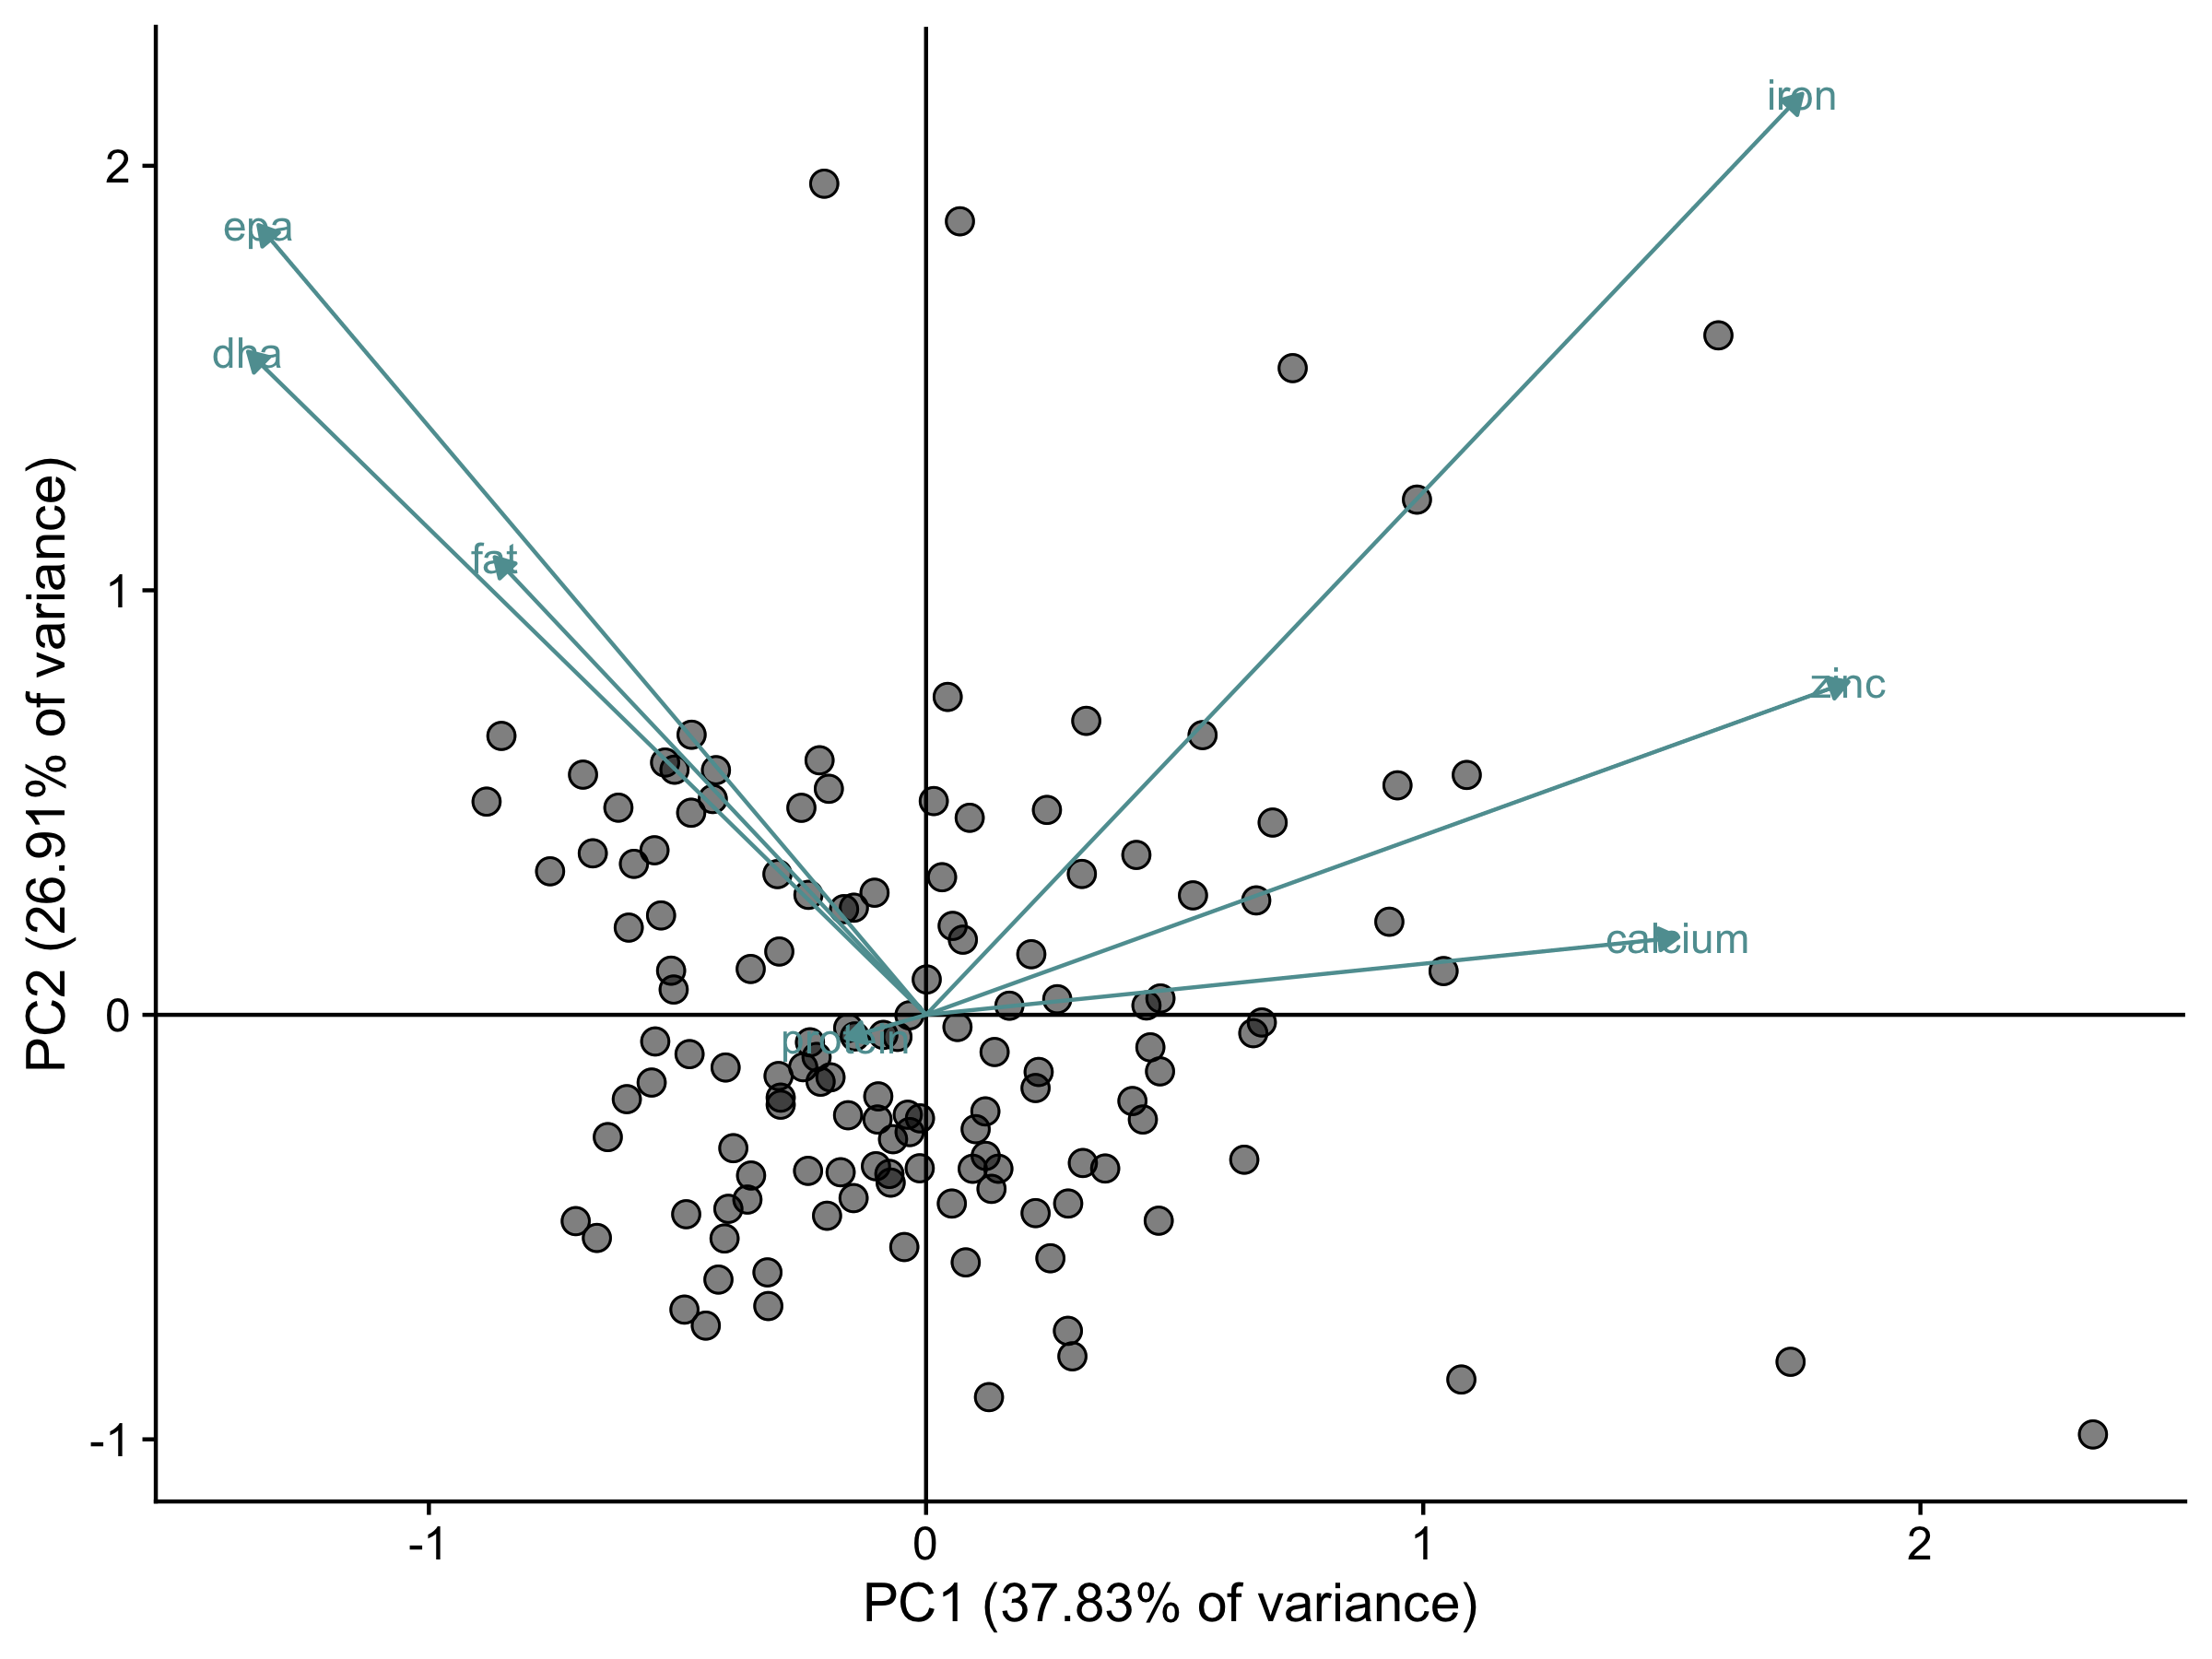 iron
2
epa
dha
fat
1
zinc
calcium
0
protein
-1
PC2 (26.91% of variance)
-1 0 1 2
PC1 (37.83% of variance)